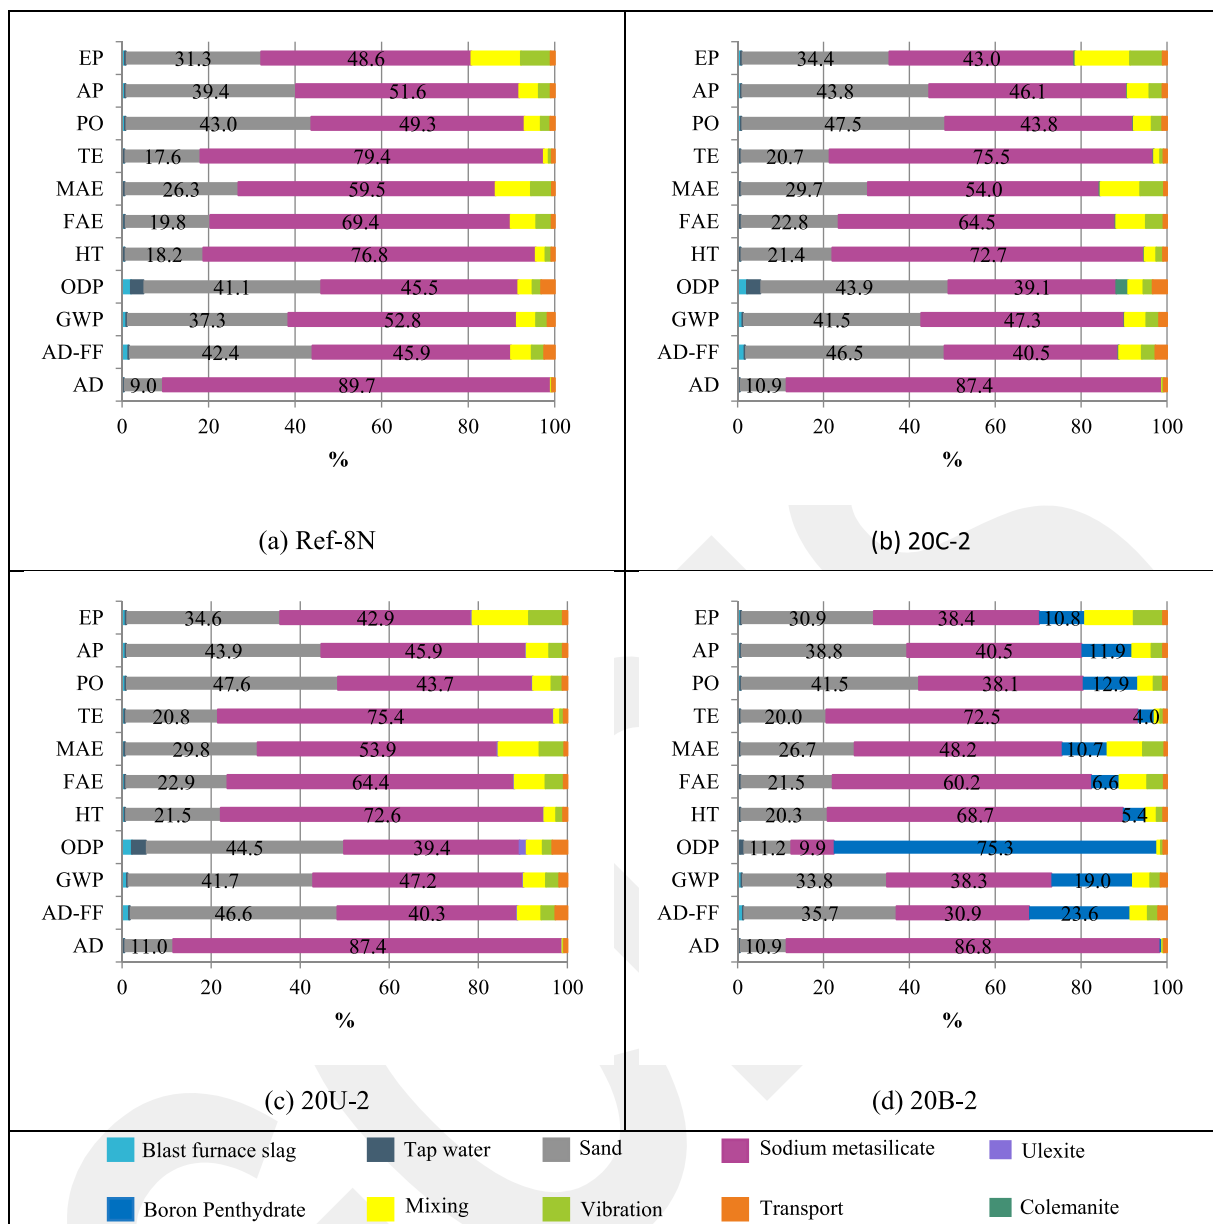 EP 31.3 48.6
AP 39.4 51.6
PO 43.0 49.3
TE 17.6 79.4
MAE 26.3 59.5
FAE 19.8 69.4
HT 18.2 76.8
ODP 41.1 45.5
GWP 37.3 52.8
AD-FF 42.4 45.9
AD 9.0 89.7
0 20 40 60 80 100
%
(a) Ref-8N
EP 34.4 43.0
AP 43.8 46.1
PO 47.5 43.8
TE 20.7 75.5
MAE 29.7 54.0
FAE 22.8 64.5
HT 21.4 72.7
ODP 43.9 39.1
GWP 41.5 47.3
AD-FF 46.5 40.5
AD 10.9 87.4
0 20 40 60 80 100
%
(b) 20C-2
EP 34.6 42.9
AP 43.9 45.9
PO 47.6 43.7
TE 20.8 75.4
MAE 29.8 53.9
FAE 22.9 64.4
HT 21.5 72.6
ODP 44.5 39.4
GWP 41.7 47.2
AD-FF 46.6 40.3
AD 11.0 87.4
0 20 40 60 80 100
%
(c) 20U-2
EP 30.9 38.4 10.8
AP 38.8 40.5 11.9
PO 41.5 38.1 12.9
TE 20.0 72.5 4.0
MAE 26.7 48.2 10.7
FAE 21.5 60.2 6.6
HT 20.3 68.7 5.4
ODP 11.2 9.9 75.3
GWP 33.8 38.3 19.0
AD-FF 35.7 30.9 23.6
AD 10.9 86.8
0 20 40 60 80 100
%
(d) 20B-2
Blast furnace slag Tap water Sand Sodium metasilicate Ulexite
Boron Penthydrate Mixing Vibration Transport Colemanite